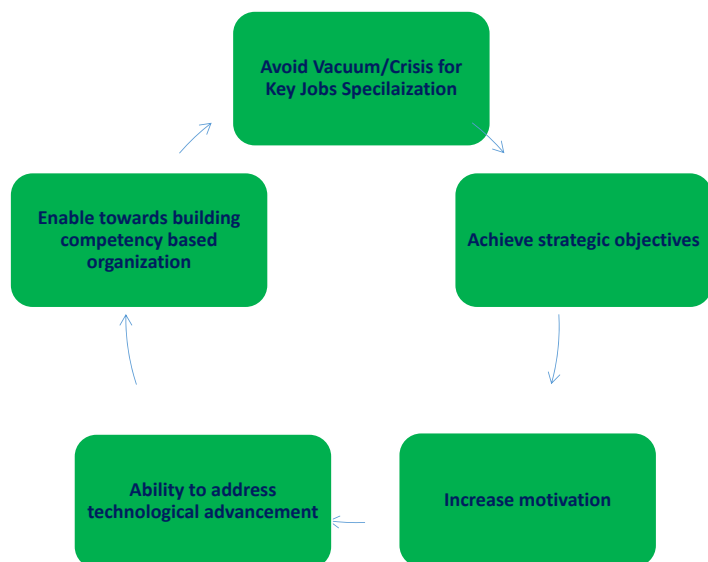 Avoid Vacuum/Crisis for
Key Jobs Specilaization
Achieve strategic objectives
Increase motivation
Ability to address
technological advancement
Enable towards building
competency based
organization